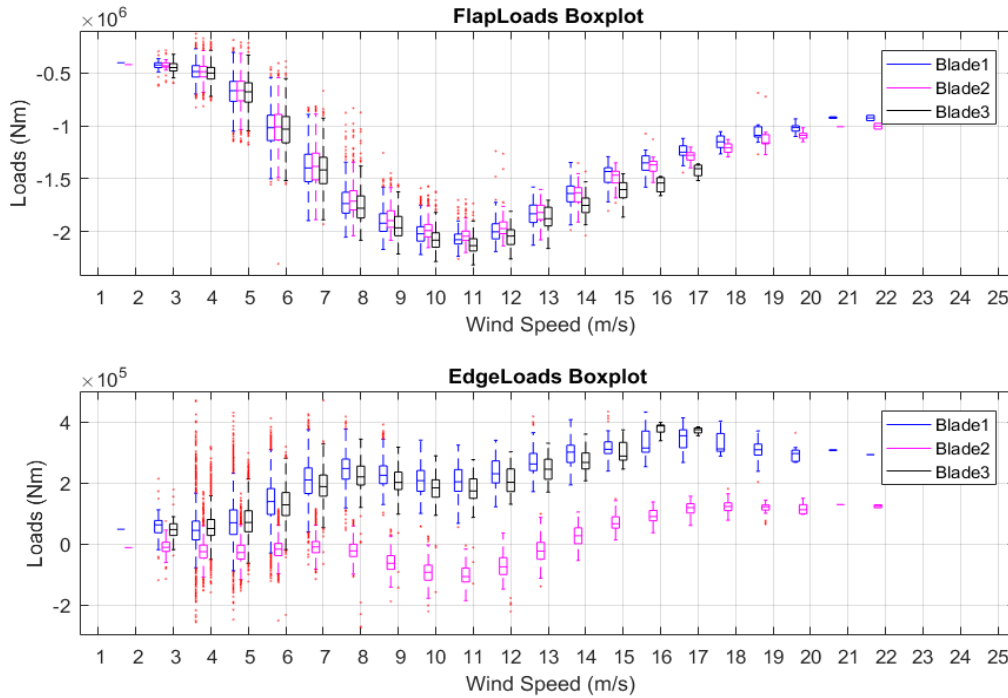 FlapLoads Boxplot
×10^6
-0.5
-1
-1.5
-2
Loads (Nm)
Blade1
Blade2
Blade3
1 2 3 4 5 6 7 8 9 10 11 12 13 14 15 16 17 18 19 20 21 22 23 24 25
Wind Speed (m/s)
EdgeLoads Boxplot
×10^5
4
2
0
-2
Loads (Nm)
Blade1
Blade2
Blade3
1 2 3 4 5 6 7 8 9 10 11 12 13 14 15 16 17 18 19 20 21 22 23 24 25
Wind Speed (m/s)